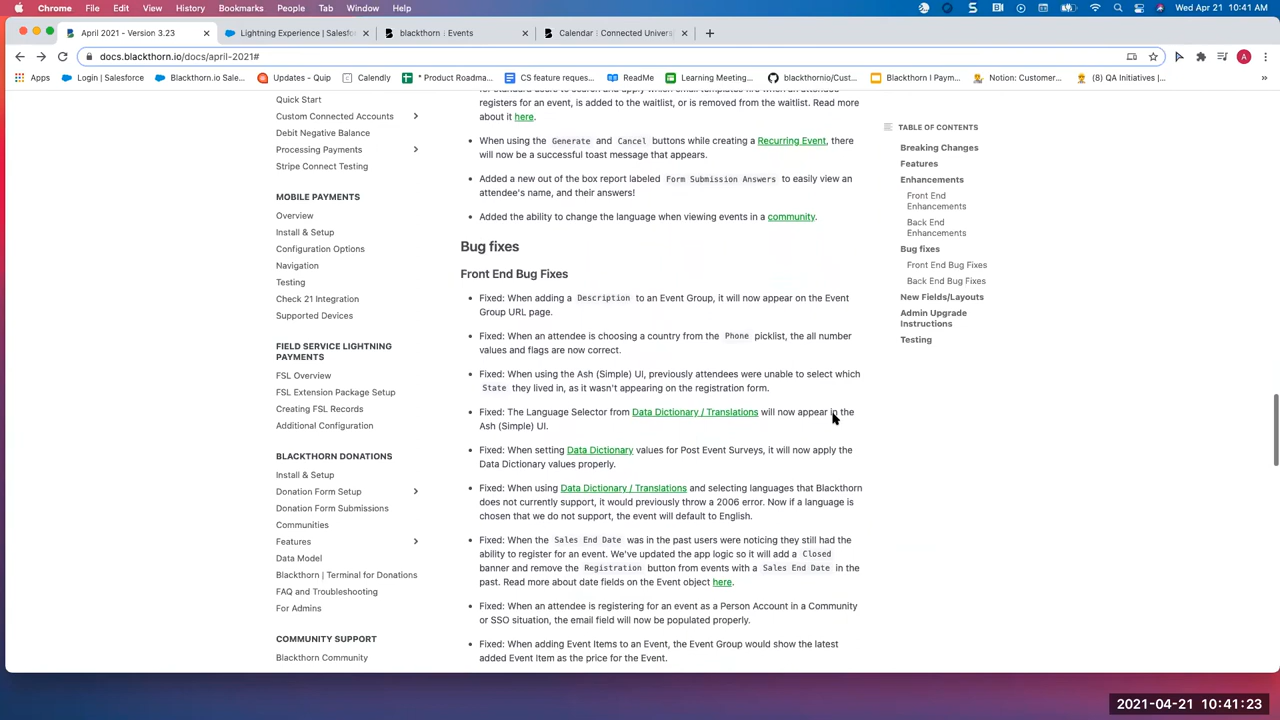 Chrome File Edit View History Bookmarks People Tab Window Help Wed Apr 21 10:41 AM
April 2021 - Version 3.23 Lightning Experience | Salesfo blackthorn | Events Calendar | Connected Univers
docs.blackthorn.io/docs/april-2021#
Apps Login | Salesforce Blackthorn.io Sale... Updates - Quip Calendly * Product Roadma... CS feature reques... ReadMe Learning Meeting... blackthornio/Cust... Blackthorn | Paym... Notion: Customer... (8) QA Initiatives |...
Quick Start
Custom Connected Accounts
Debit Negative Balance
Processing Payments
Stripe Connect Testing
MOBILE PAYMENTS
Overview
Install & Setup
Configuration Options
Navigation
Testing
Check 21 Integration
Supported Devices
FIELD SERVICE LIGHTNING
PAYMENTS
FSL Overview
FSL Extension Package Setup
Creating FSL Records
Additional Configuration
BLACKTHORN DONATIONS
Install & Setup
Donation Form Setup
Donation Form Submissions
Communities
Features
Data Model
Blackthorn | Terminal for Donations
FAQ and Troubleshooting
For Admins
COMMUNITY SUPPORT
Blackthorn Community
for standard users to search and apply which email templates fire when an attendee
registers for an event, is added to the waitlist, or is removed from the waitlist. Read more
about it here.
When using the Generate and Cancel buttons while creating a Recurring Event, there
will now be a successful toast message that appears.
Added a new out of the box report labeled Form Submission Answers to easily view an
attendee's name, and their answers!
Added the ability to change the language when viewing events in a community.
Bug fixes
Front End Bug Fixes
Fixed: When adding a Description to an Event Group, it will now appear on the Event
Group URL page.
Fixed: When an attendee is choosing a country from the Phone picklist, the all number
values and flags are now correct.
Fixed: When using the Ash (Simple) UI, previously attendees were unable to select which
State they lived in, as it wasn't appearing on the registration form.
Fixed: The Language Selector from Data Dictionary / Translations will now appear in the
Ash (Simple) UI.
Fixed: When setting Data Dictionary values for Post Event Surveys, it will now apply the
Data Dictionary values properly.
Fixed: When using Data Dictionary / Translations and selecting languages that Blackthorn
does not currently support, it would previously throw a 2006 error. Now if a language is
chosen that we do not support, the event will default to English.
Fixed: When the Sales End Date was in the past users were noticing they still had the
ability to register for an event. We've updated the app logic so it will add a Closed
banner and remove the Registration button from events with a Sales End Date in the
past. Read more about date fields on the Event object here.
Fixed: When an attendee is registering for an event as a Person Account in a Community
or SSO situation, the email field will now be populated properly.
Fixed: When adding Event Items to an Event, the Event Group would show the latest
added Event Item as the price for the Event.
TABLE OF CONTENTS
Breaking Changes
Features
Enhancements
Front End
Enhancements
Back End
Enhancements
Bug fixes
Front End Bug Fixes
Back End Bug Fixes
New Fields/Layouts
Admin Upgrade
Instructions
Testing
2021-04-21 10:41:23